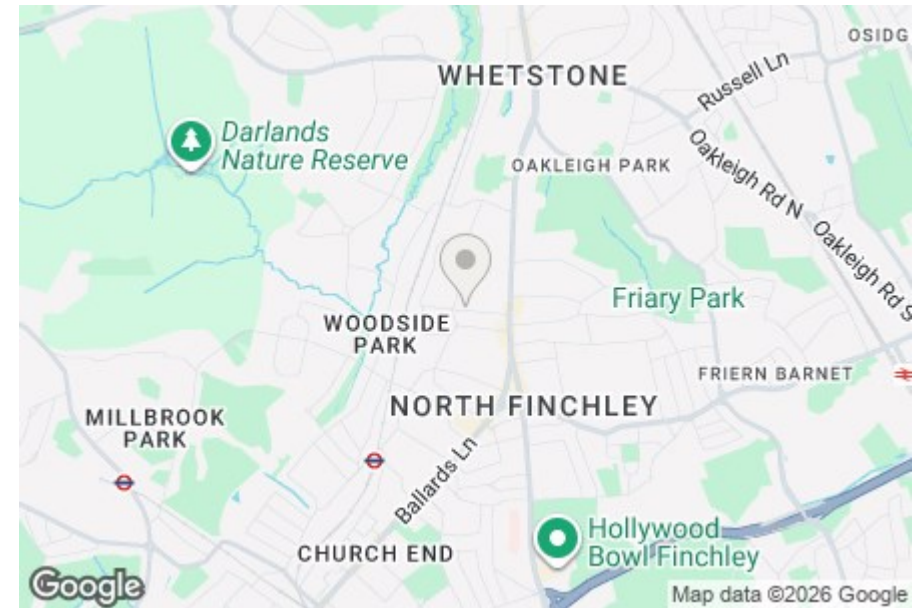 OSIDG
WHETSTONE
Russell Ln
Darlands
Nature Reserve
OAKLEIGH PARK
Oakleigh Rd N
Oakleigh Rd S
Friary Park
WOODSIDE
PARK
FRIERN BARNET
NORTH FINCHLEY
MILLBROOK
PARK
Ballards Ln
Hollywood
Bowl Finchley
CHURCH END
Google
Map data ©2026 Google